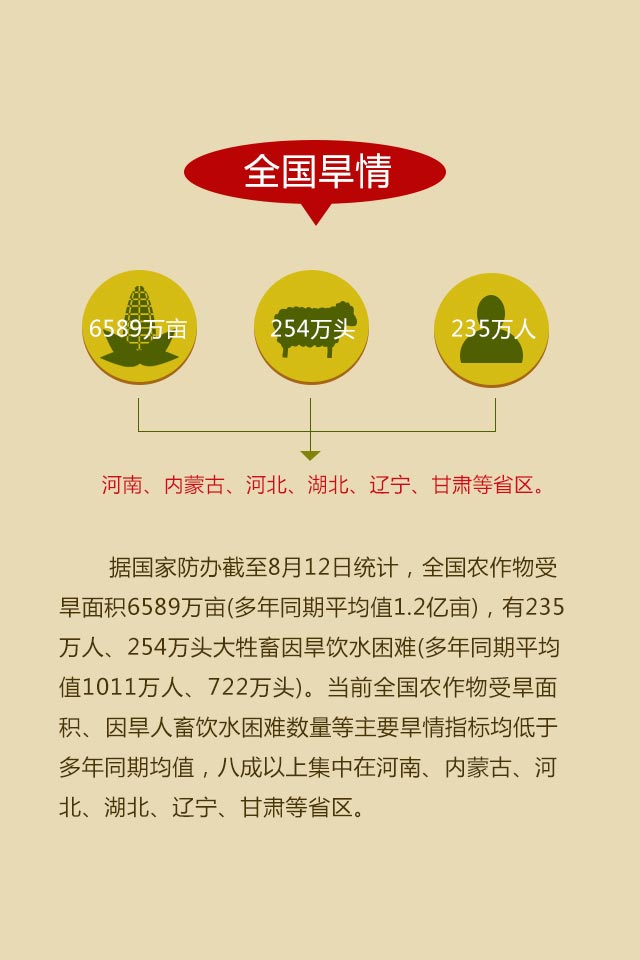 全国旱情
6589万亩
254万头
235万人
河南、内蒙古、河北、湖北、辽宁、甘肃等省区。
据国家防办截至8月12日统计，全国农作物受
旱面积6589万亩(多年同期平均值1.2亿亩)，有235
万人、254万头大牲畜因旱饮水困难(多年同期平均
值1011万人、722万头)。当前全国农作物受旱面
积、因旱人畜饮水困难数量等主要旱情指标均低于
多年同期均值，八成以上集中在河南、内蒙古、河
北、湖北、辽宁、甘肃等省区。